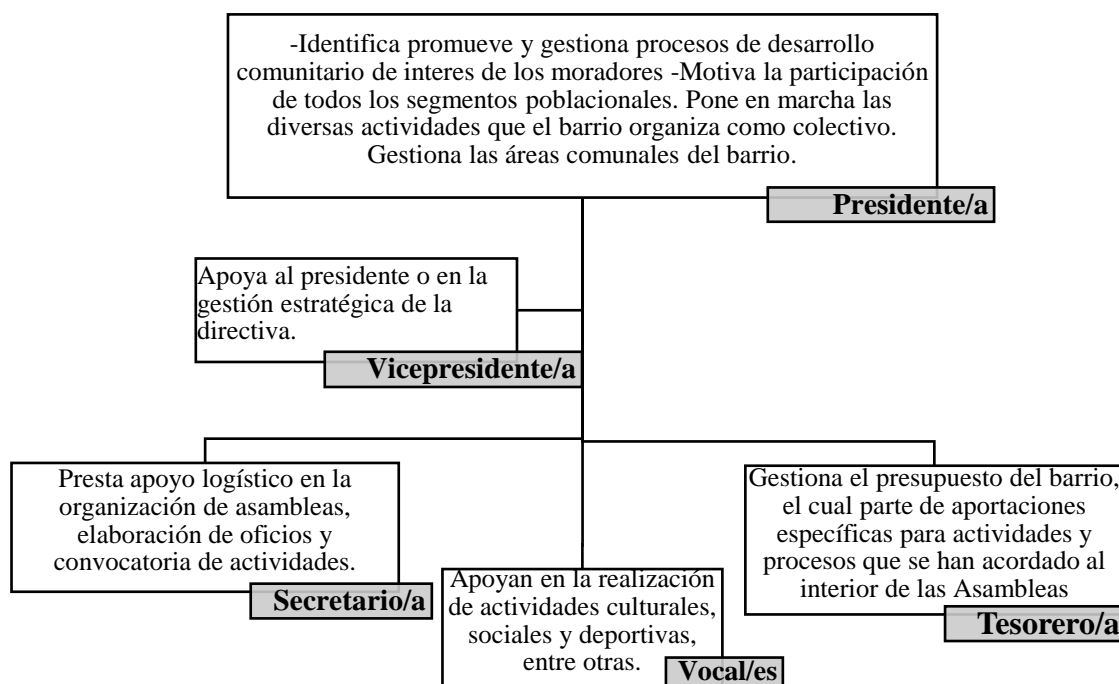 -Identifica promueve y gestiona procesos de desarrollo
comunitario de interes de los moradores -Motiva la participación
de todos los segmentos poblacionales. Pone en marcha las
diversas actividades que el barrio organiza como colectivo.
Gestiona las áreas comunales del barrio.
Presidente/a
Apoya al presidente o en la
gestión estratégica de la
directiva.
Vicepresidente/a
Presta apoyo logístico en la
organización de asambleas,
elaboración de oficios y
convocatoria de actividades.
Secretario/a
Apoyan en la realización
de actividades culturales,
sociales y deportivas,
entre otras.
Vocal/es
Gestiona el presupuesto del barrio,
el cual parte de aportaciones
específicas para actividades y
procesos que se han acordado al
interior de las Asambleas
Tesorero/a